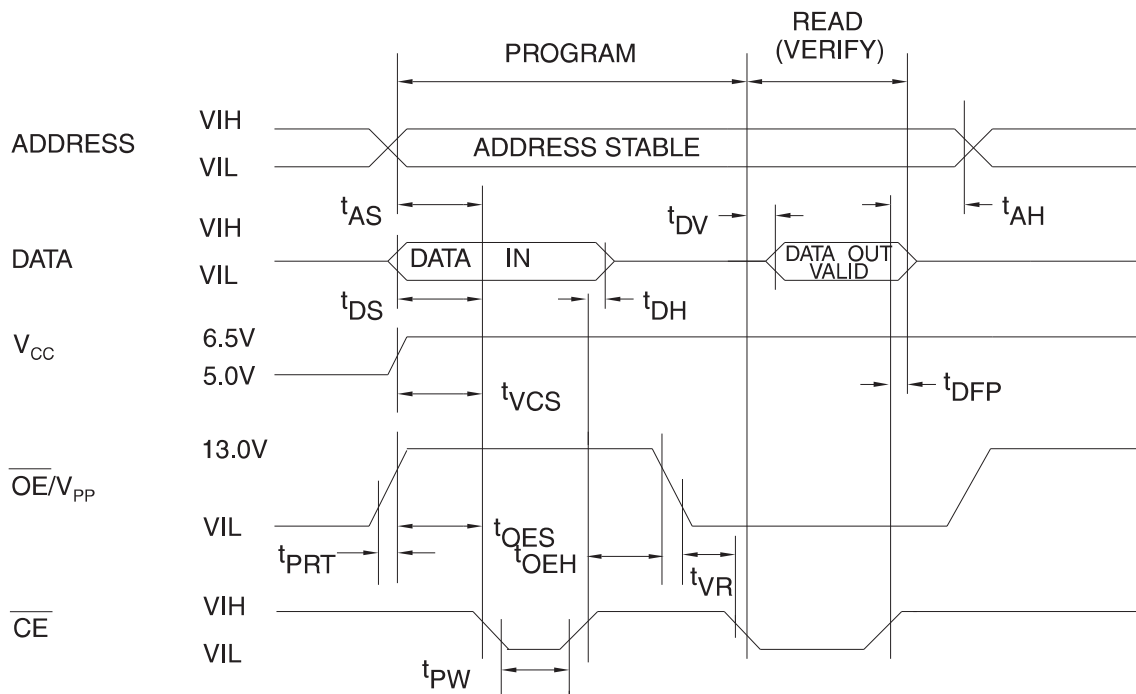 READ
(VERIFY)
PROGRAM
ADDRESS
VIH
VIL
ADDRESS STABLE
tAS
tDV
tAH
DATA
VIH
VIL
DATA IN
DATA OUT
VALID
tDS
tDH
VCC
6.5V
5.0V
tVCS
tDFP
OE/VPP
13.0V
VIL
tPRT
tOES
tOEH
tVR
CE
VIH
VIL
tPW